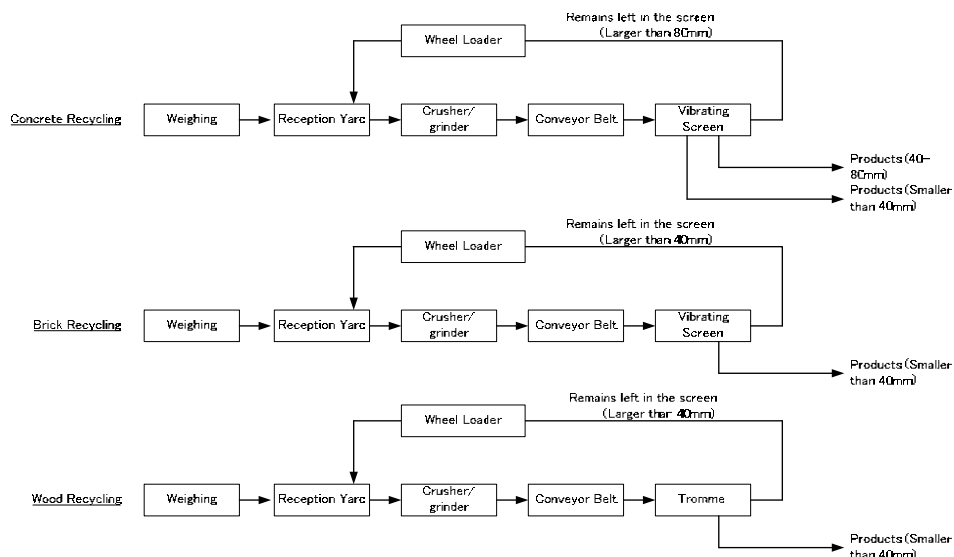 Remains left in the screen
(Larger than 80mm)
Wheel Loader
Concrete Recycling
Weighing
Reception Yard
Crusher/
grinder
Conveyor Belt
Vibrating
Screen
Products (40-
80mm)
Products (Smaller
than 40mm)
Remains left in the screen
(Larger than 40mm)
Wheel Loader
Brick Recycling
Weighing
Reception Yard
Crusher/
grinder
Conveyor Belt
Vibrating
Screen
Products (Smaller
than 40mm)
Remains left in the screen
(Larger than 40mm)
Wheel Loader
Wood Recycling
Weighing
Reception Yard
Crusher/
grinder
Conveyor Belt
Tromme
Products (Smaller
than 40mm)